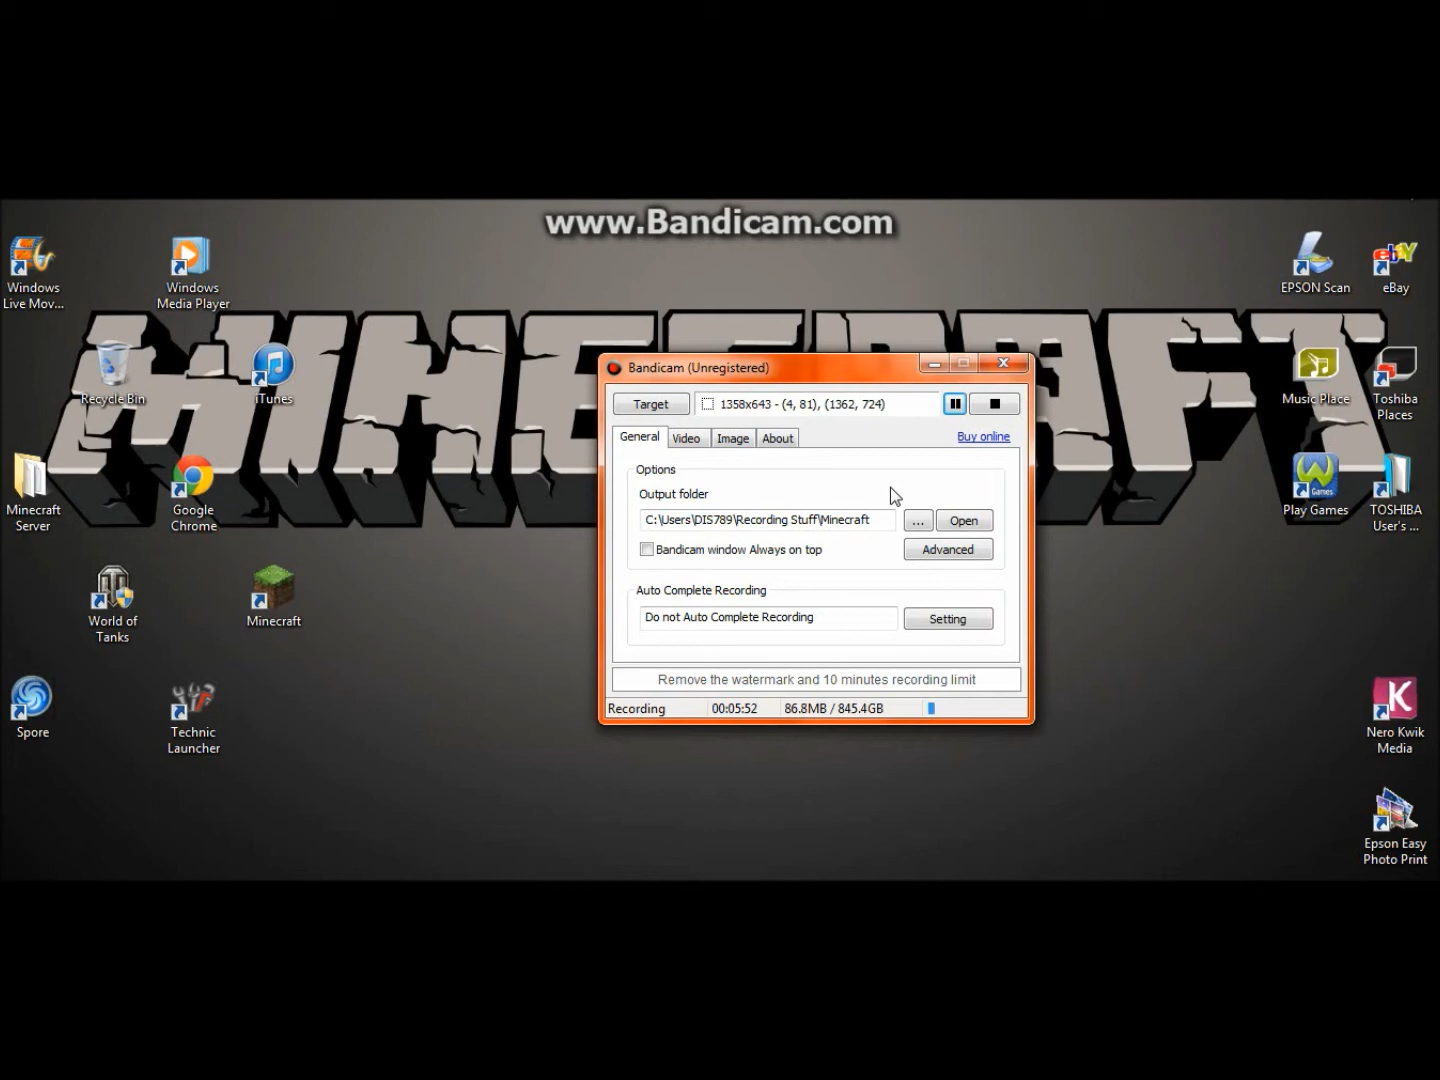 www.Bandicam.com
Windows
Live Mov...
Windows
Media Player
EPSON Scan
eBay
MINECRAFT
Recycle Bin
iTunes
Music Place
Toshiba
Places
Bandicam (Unregistered)
Target
1358x643 - (4, 81), (1362, 724)
General
Video
Image
About
Buy online
Options
Output folder
C:\Users\DIS789\Recording Stuff\Minecraft
...
Open
Bandicam window Always on top
Advanced
Auto Complete Recording
Do not Auto Complete Recording
Setting
Remove the watermark and 10 minutes recording limit
Recording
00:05:52
86.8MB / 845.4GB
Minecraft
Server
Google
Chrome
Games
Play Games
TOSHIBA
User's ...
World of
Tanks
Minecraft
Spore
Technic
Launcher
K
Nero Kwik
Media
Epson Easy
Photo Print